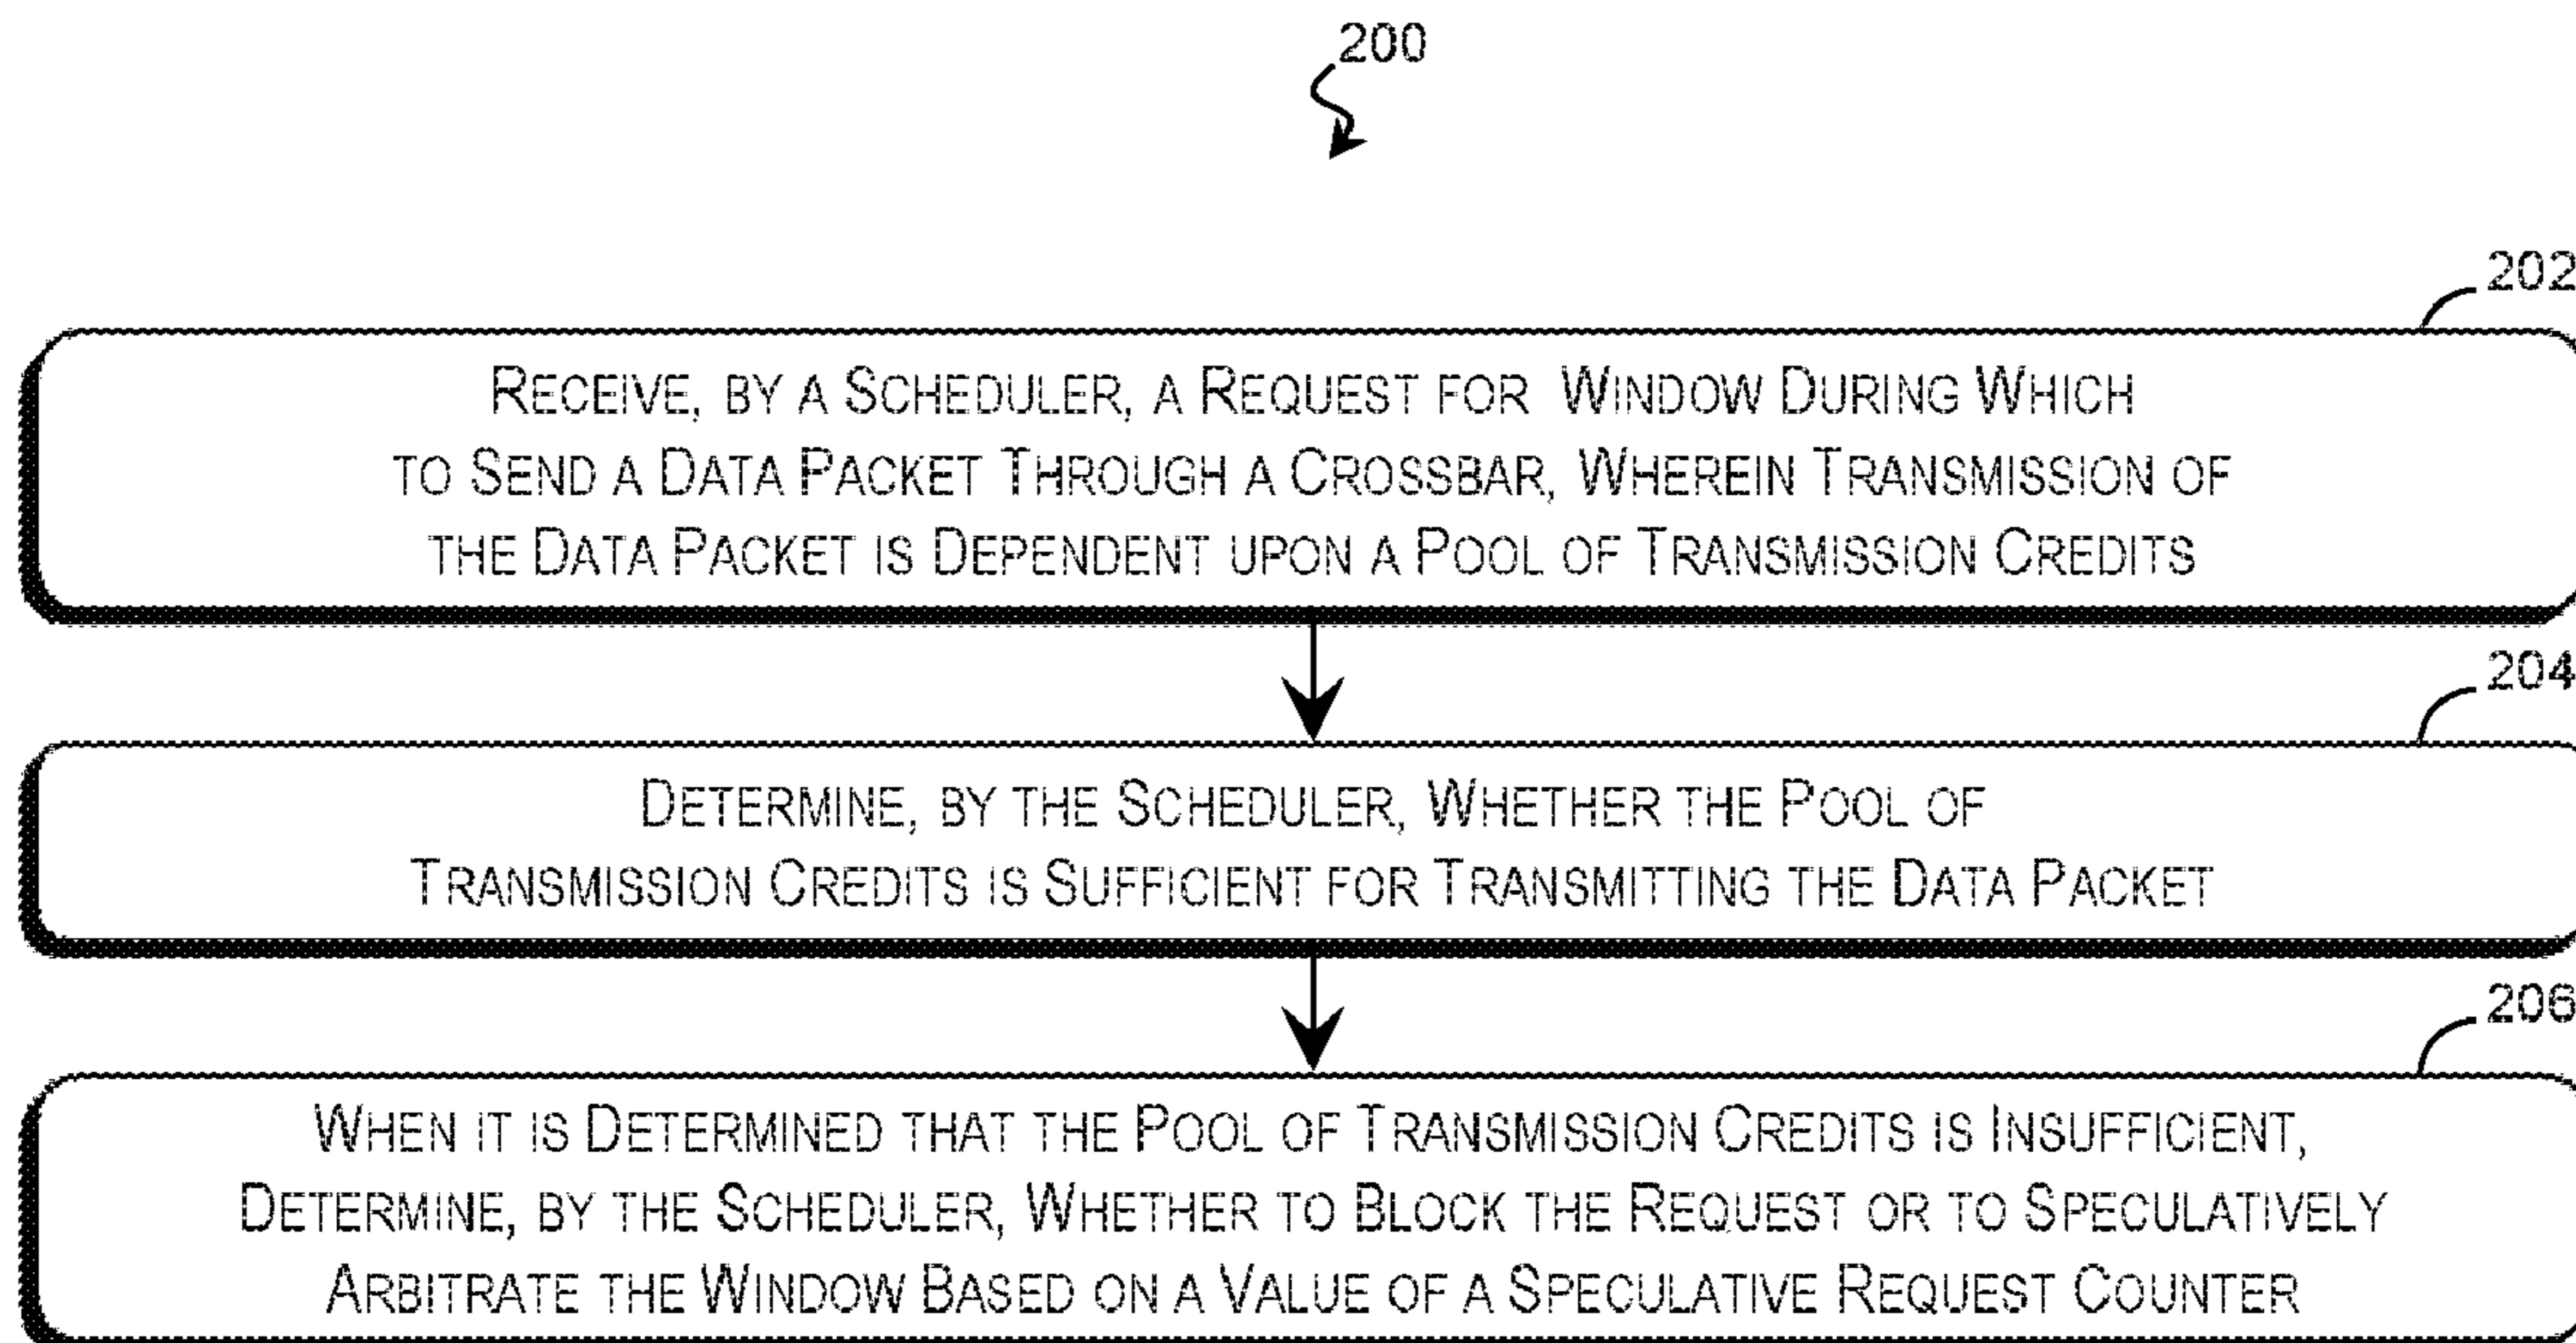 200
202
RECEIVE, BY A SCHEDULER, A REQUEST FOR WINDOW DURING WHICH
TO SEND A DATA PACKET THROUGH A CROSSBAR, WHEREIN TRANSMISSION OF
THE DATA PACKET IS DEPENDENT UPON A POOL OF TRANSMISSION CREDITS
204
DETERMINE, BY THE SCHEDULER, WHETHER THE POOL OF
TRANSMISSION CREDITS IS SUFFICIENT FOR TRANSMITTING THE DATA PACKET
206
WHEN IT IS DETERMINED THAT THE POOL OF TRANSMISSION CREDITS IS INSUFFICIENT,
DETERMINE, BY THE SCHEDULER, WHETHER TO BLOCK THE REQUEST OR TO SPECULATIVELY
ARBITRATE THE WINDOW BASED ON A VALUE OF A SPECULATIVE REQUEST COUNTER